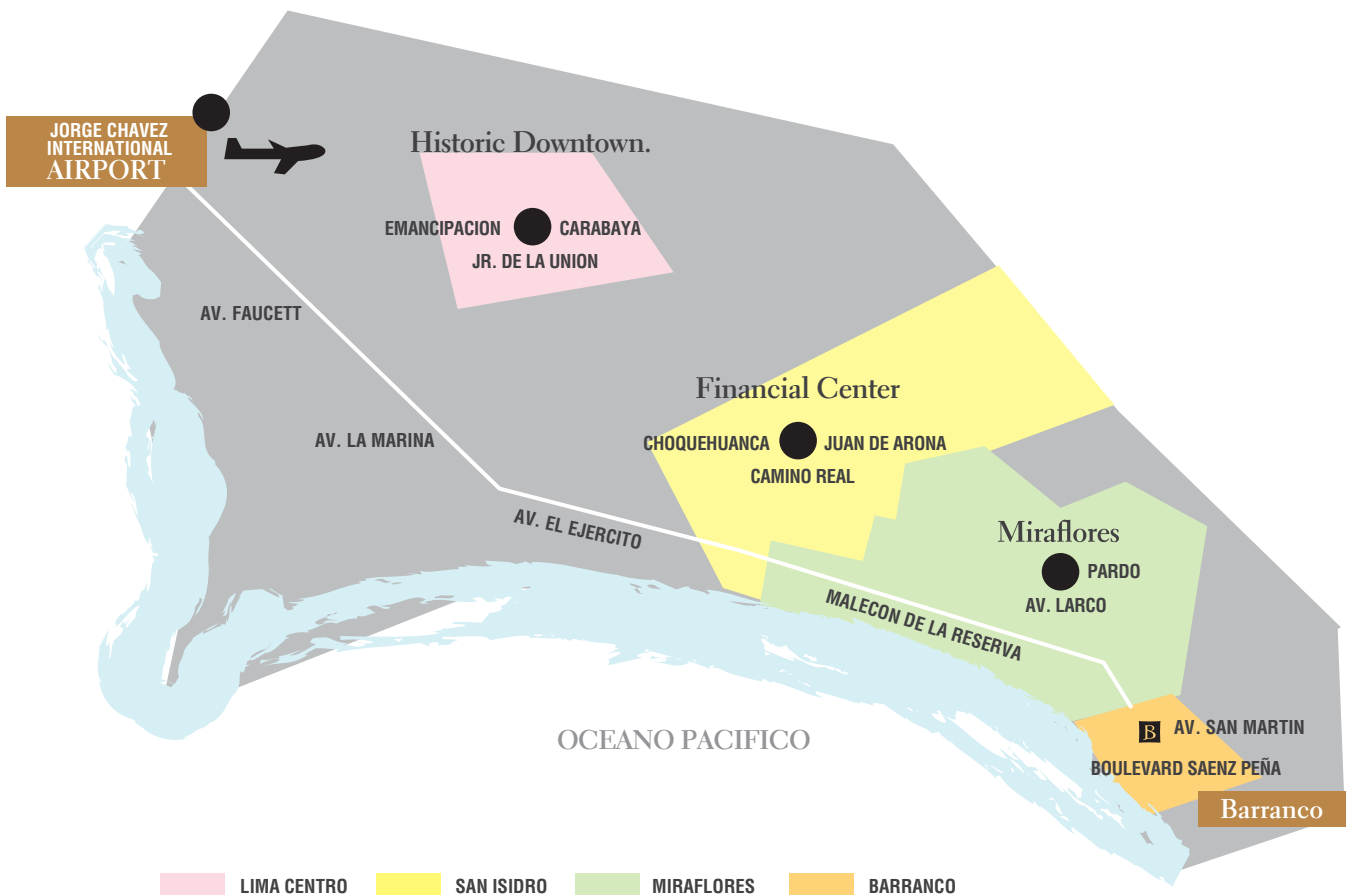 JORGE CHAVEZ
INTERNATIONAL
AIRPORT
Historic Downtown.
EMANCIPACION
CARABAYA
JR. DE LA UNION
AV. FAUCETT
Financial Center
AV. LA MARINA
CHOQUEHUANCA
JUAN DE ARONA
CAMINO REAL
AV. EL EJERCITO
Miraflores
PARDO
AV. LARCO
MALECON DE LA RESERVA
OCEANO PACIFICO
B
AV. SAN MARTIN
BOULEVARD SAENZ PEÑA
Barranco
LIMA CENTRO
SAN ISIDRO
MIRAFLORES
BARRANCO